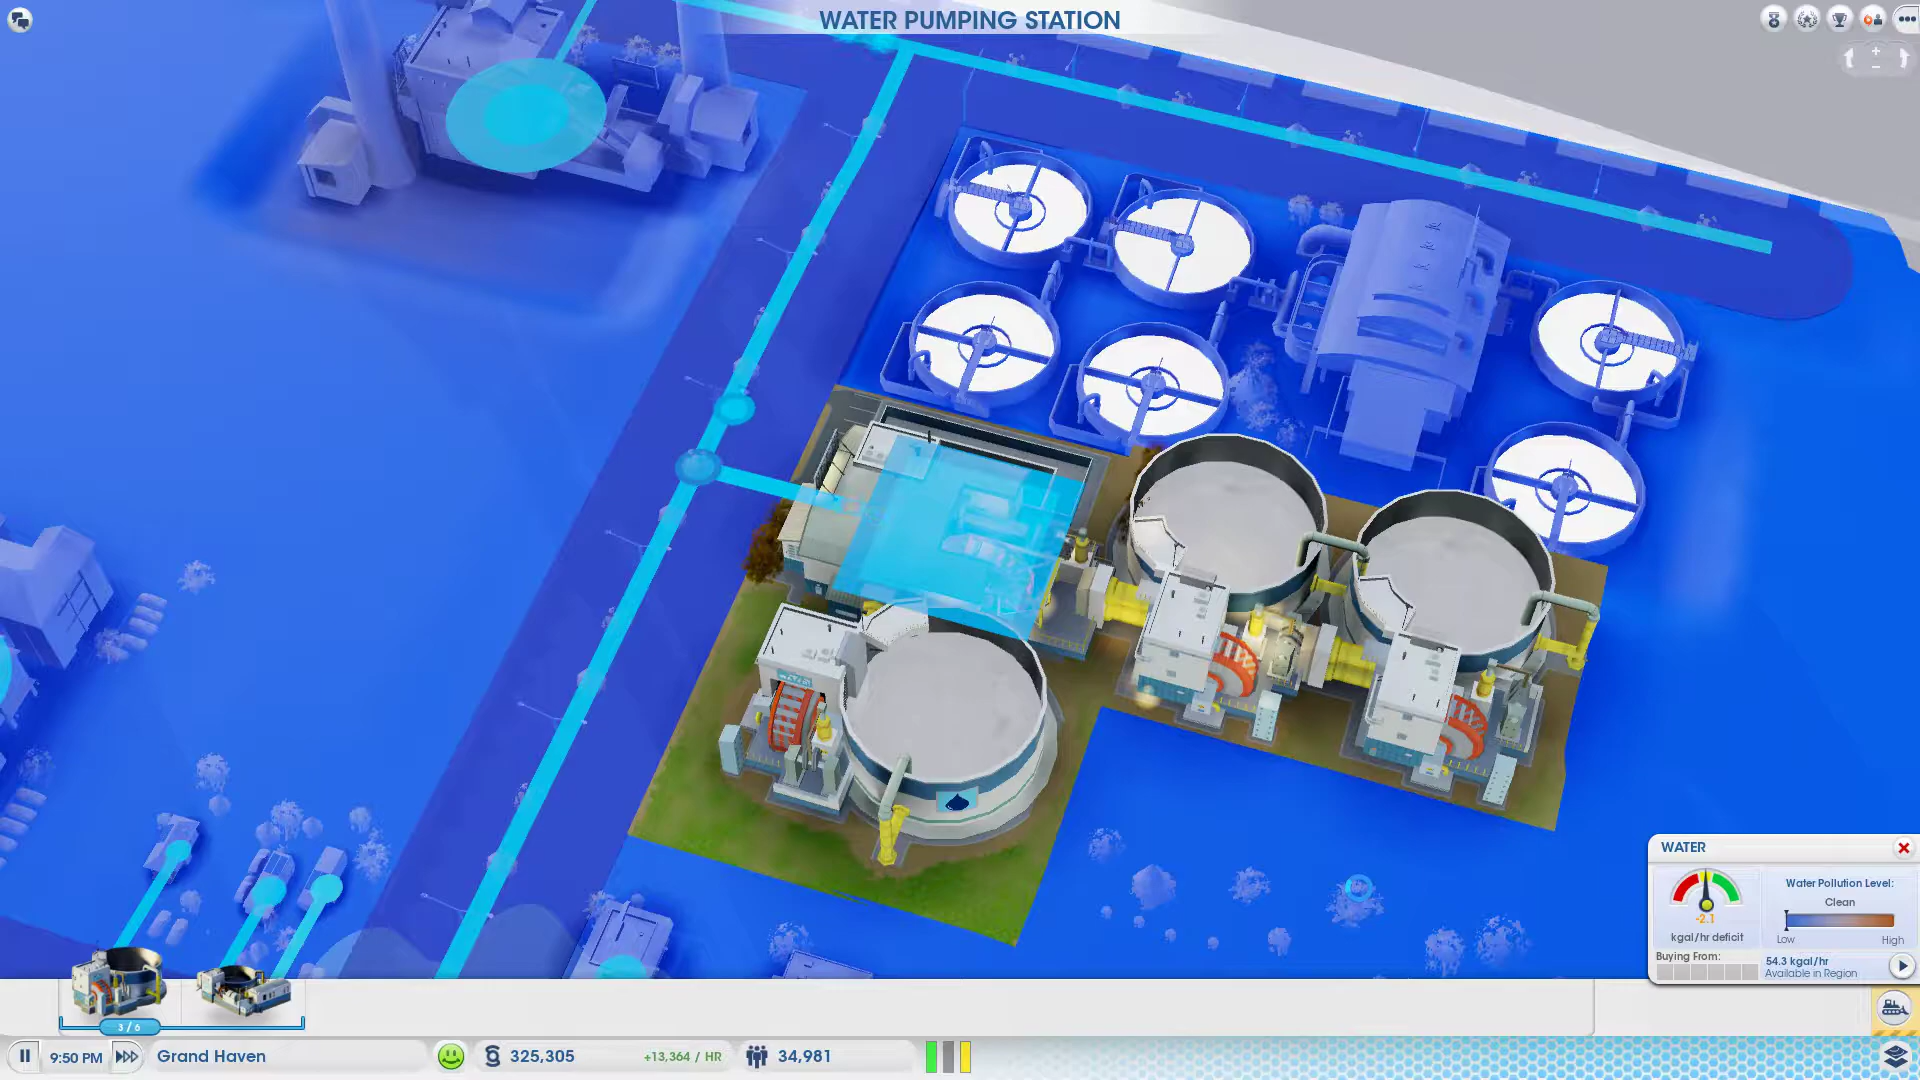 WATER PUMPING STATION
WATER
-2.1
kgal/hr deficit
Water Pollution Level:
Clean
Low
High
Buying From:
54.3 kgal/hr
Available in Region
3 / 6
9:50 PM
Grand Haven
325,305
+13,364 / HR
34,981